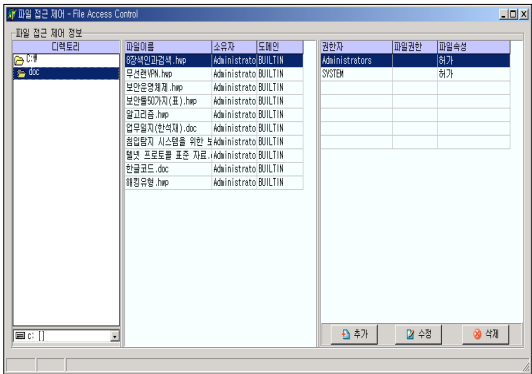 파일 접근 제어 - File Access Control
파일 접근 제어 정보
디렉토리
C:\
doc
c: []
파일이름 소유자 도메인
8장색인과검색.hwp Administrato BUILTIN
무선랜VPN.hwp Administrato BUILTIN
보안운영체제.hwp Administrato BUILTIN
보안툴50가지(표).hwp Administrato BUILTIN
알고리즘.hwp Administrato BUILTIN
업무일지(한석재).doc Administrato BUILTIN
침입탐지 시스템을 위한 보 Administrato BUILTIN
텔넷 프로토콜 표준 자료. Administrato BUILTIN
한글코드.doc Administrato BUILTIN
해킹유형.hwp Administrato BUILTIN
권한자 파일권한 파일속성
Administrators 허가
SYSTEM 허가
추가 수정 삭제